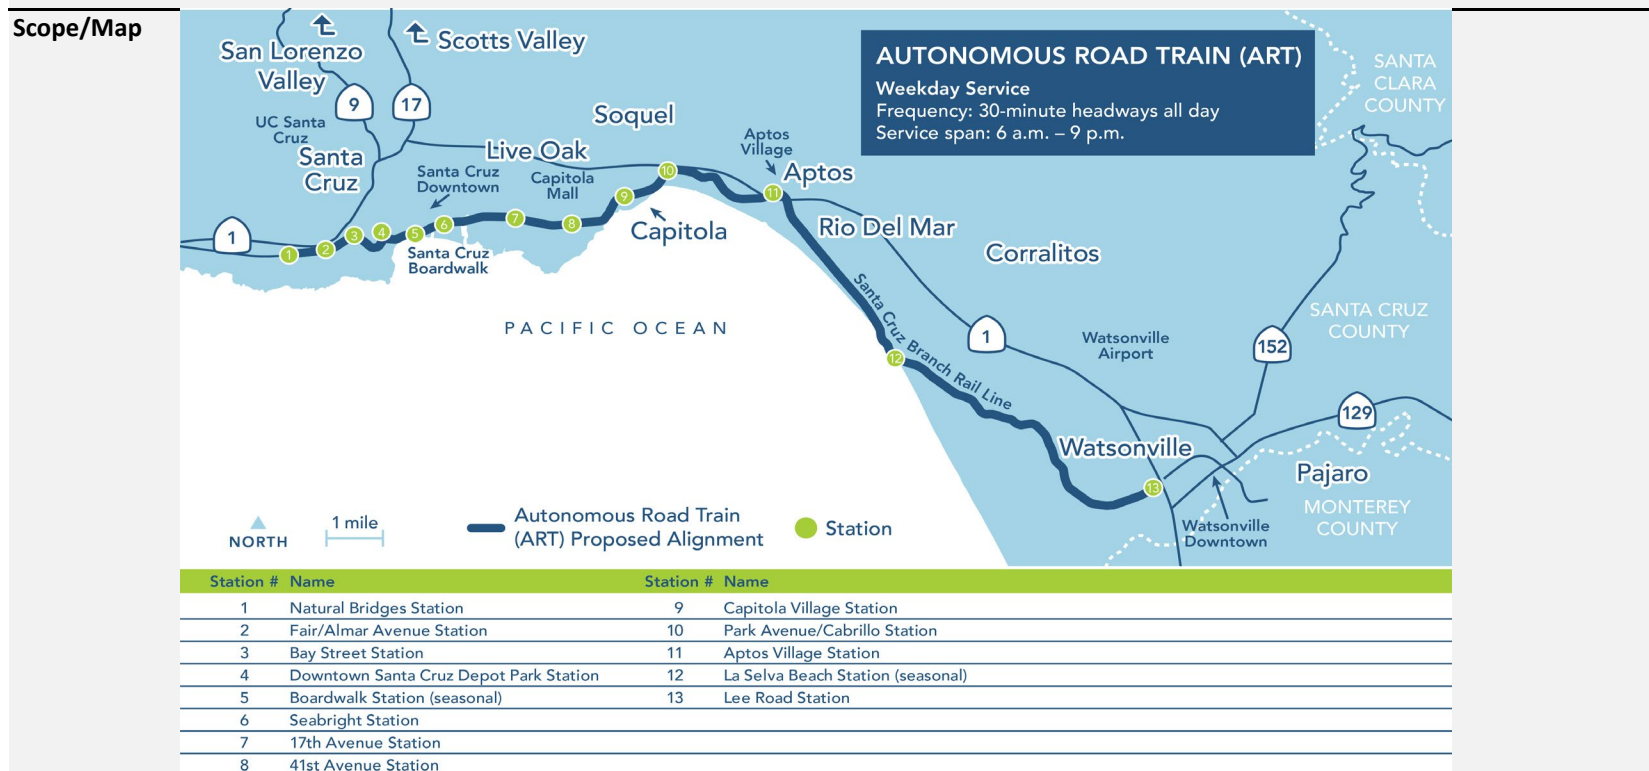 Scope/Map
San Lorenzo
Valley
Scotts Valley
AUTONOMOUS ROAD TRAIN (ART)
Weekday Service
Frequency: 30-minute headways all day
Service span: 6 a.m. – 9 p.m.
SANTA
CLARA
COUNTY
9
17
UC Santa
Cruz
Santa
Cruz
Soquel
Live Oak
Aptos
Village
Aptos
Santa Cruz
Downtown
Capitola
Mall
10
11
9
1
1
2
3
4
5
6
7
8
Capitola
Santa Cruz
Boardwalk
Rio Del Mar
Corralitos
PACIFIC OCEAN
Santa Cruz Branch Rail Line
12
1
Watsonville
Airport
SANTA CRUZ
COUNTY
152
129
Watsonville
13
Pajaro
MONTEREY
COUNTY
Watsonville
Downtown
NORTH
1 mile
Autonomous Road Train
(ART) Proposed Alignment
Station
Station # Name Station # Name
1 Natural Bridges Station 9 Capitola Village Station
2 Fair/Almar Avenue Station 10 Park Avenue/Cabrillo Station
3 Bay Street Station 11 Aptos Village Station
4 Downtown Santa Cruz Depot Park Station 12 La Selva Beach Station (seasonal)
5 Boardwalk Station (seasonal) 13 Lee Road Station
6 Seabright Station
7 17th Avenue Station
8 41st Avenue Station